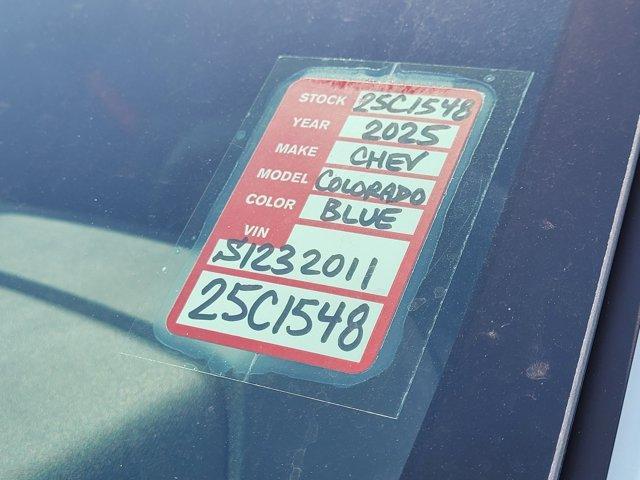 STOCK 25C1548
YEAR 2025
MAKE CHEV
MODEL COLORADO
COLOR BLUE
VIN
S1232011
25C1548